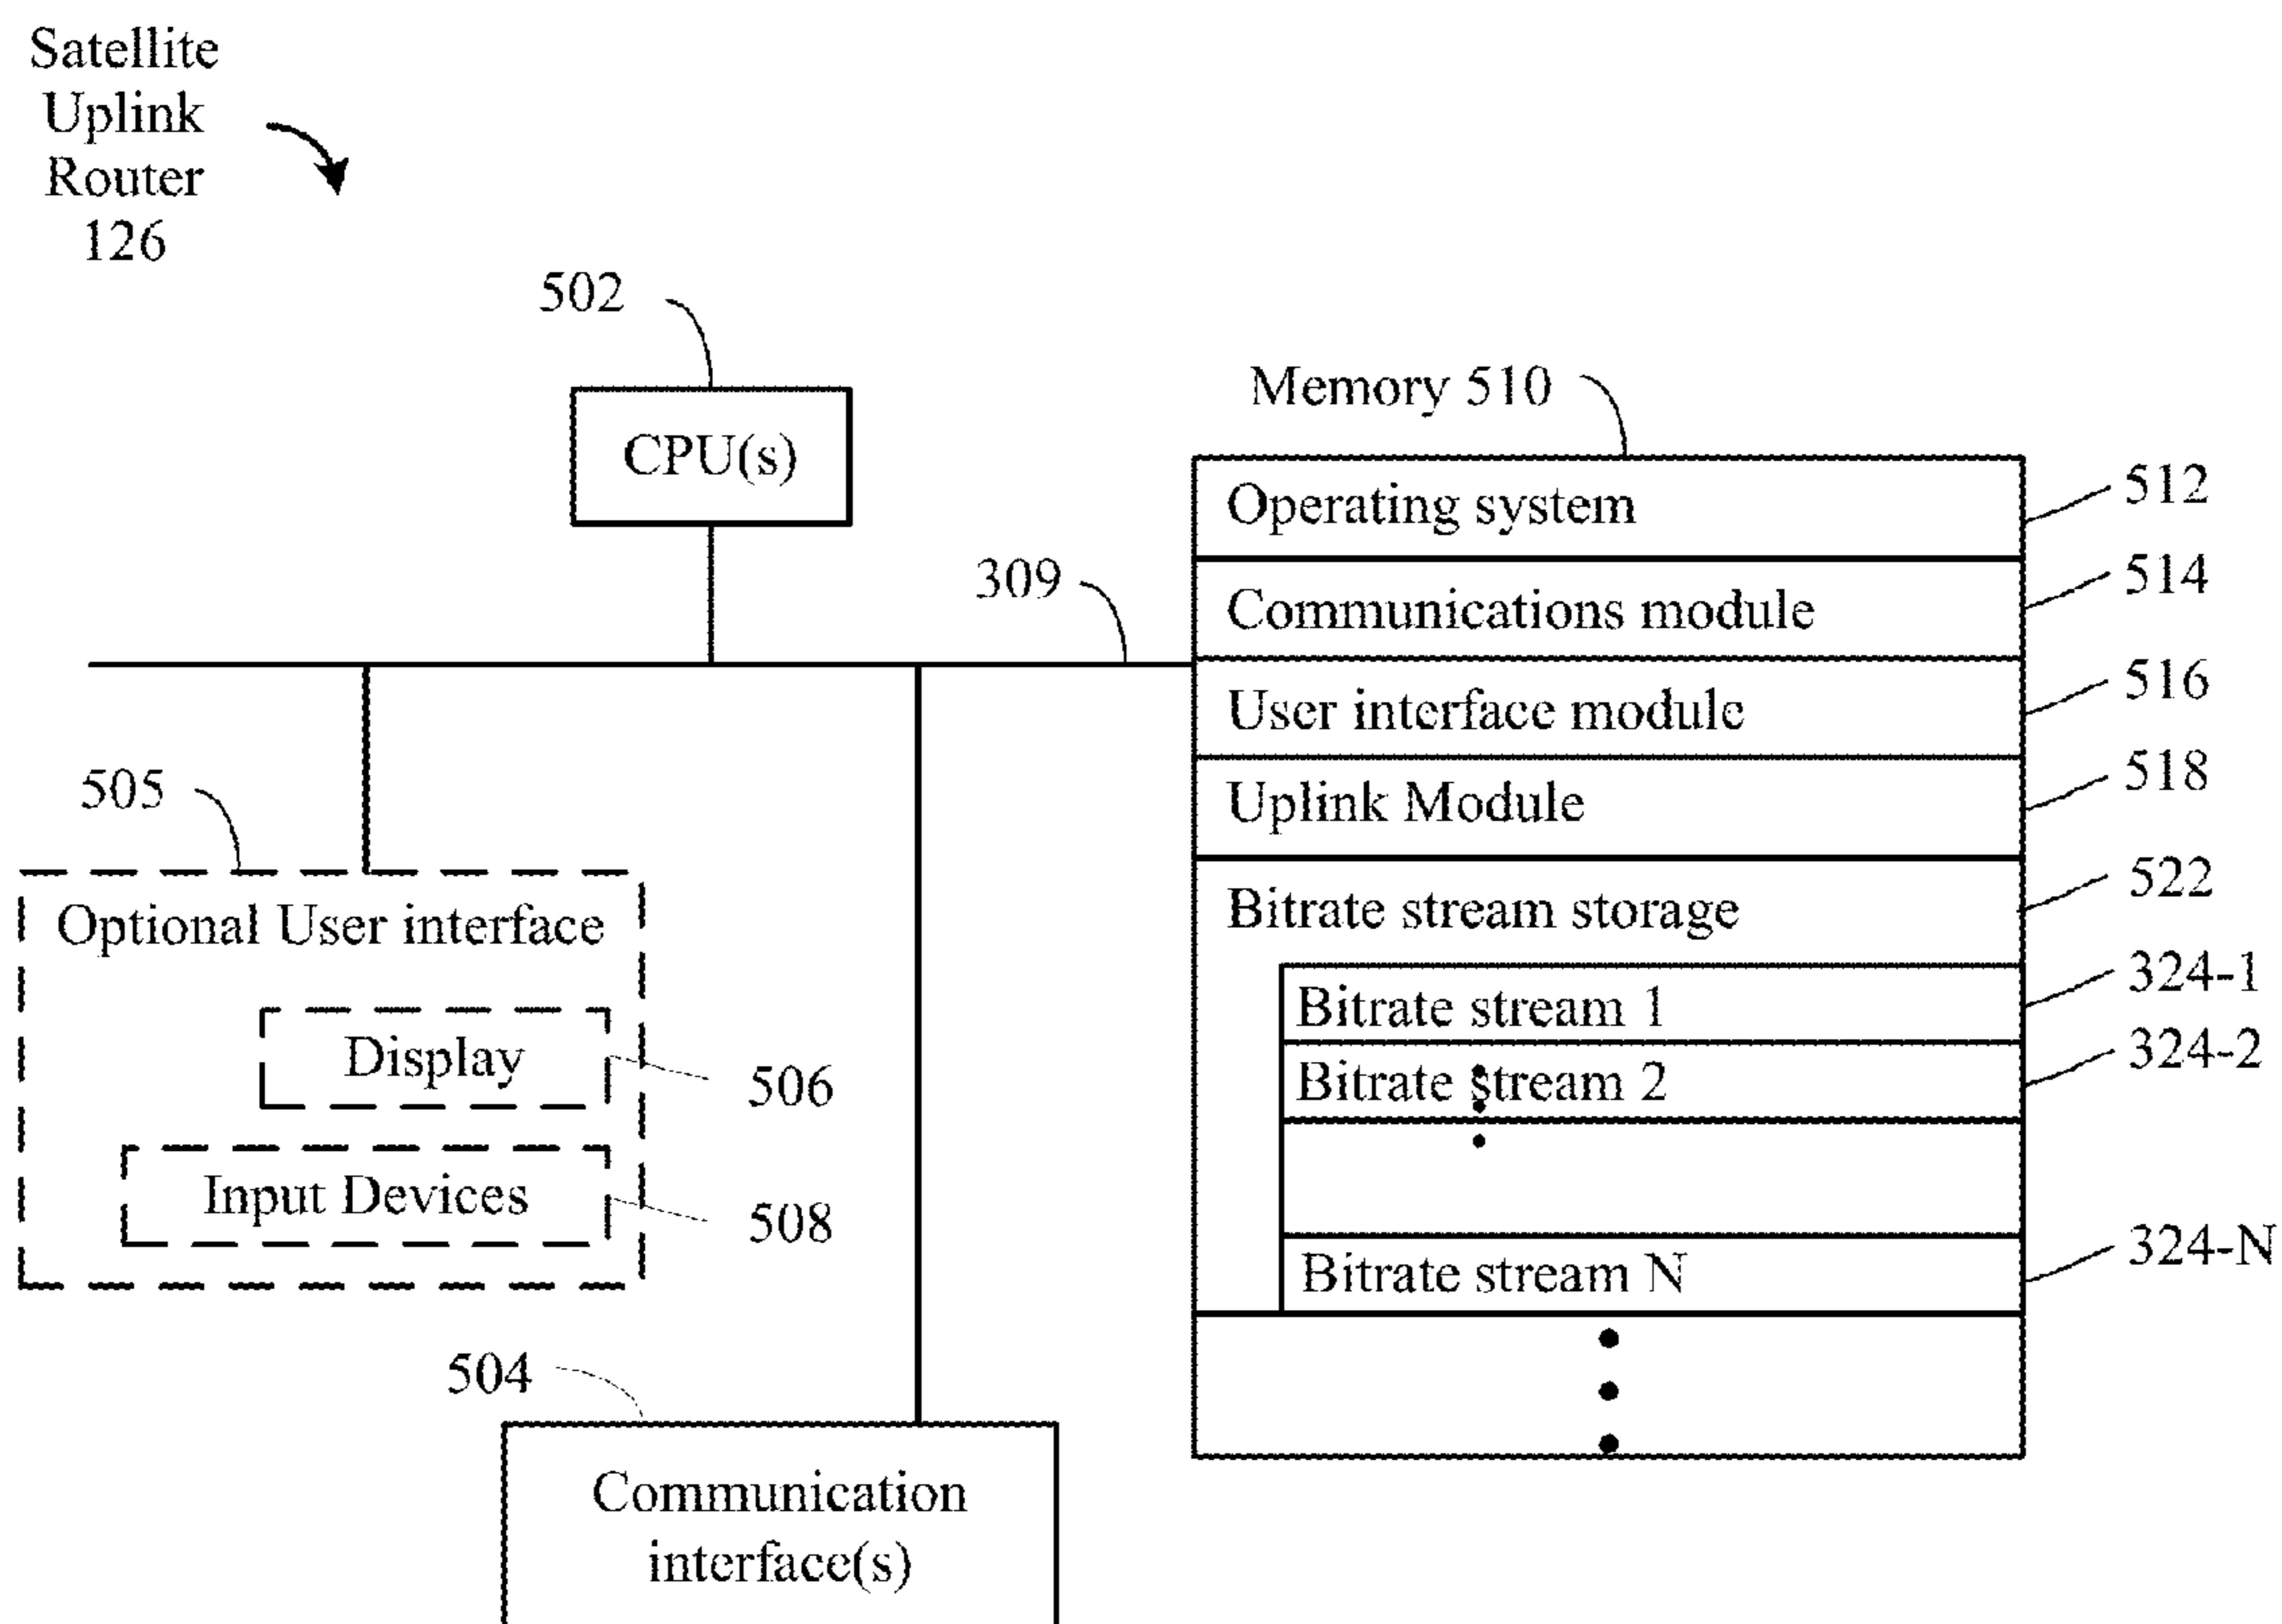 Satellite
Uplink
Router
126
502
CPU(s)
Memory 510
Operating system
512
309
Communications module
514
User interface module
516
Uplink Module
518
505
Optional User interface
Bitrate stream storage
522
Bitrate stream 1
324-1
Display
506
Bitrate stream 2
324-2
Input Devices
508
Bitrate stream N
324-N
504
Communication
interface(s)